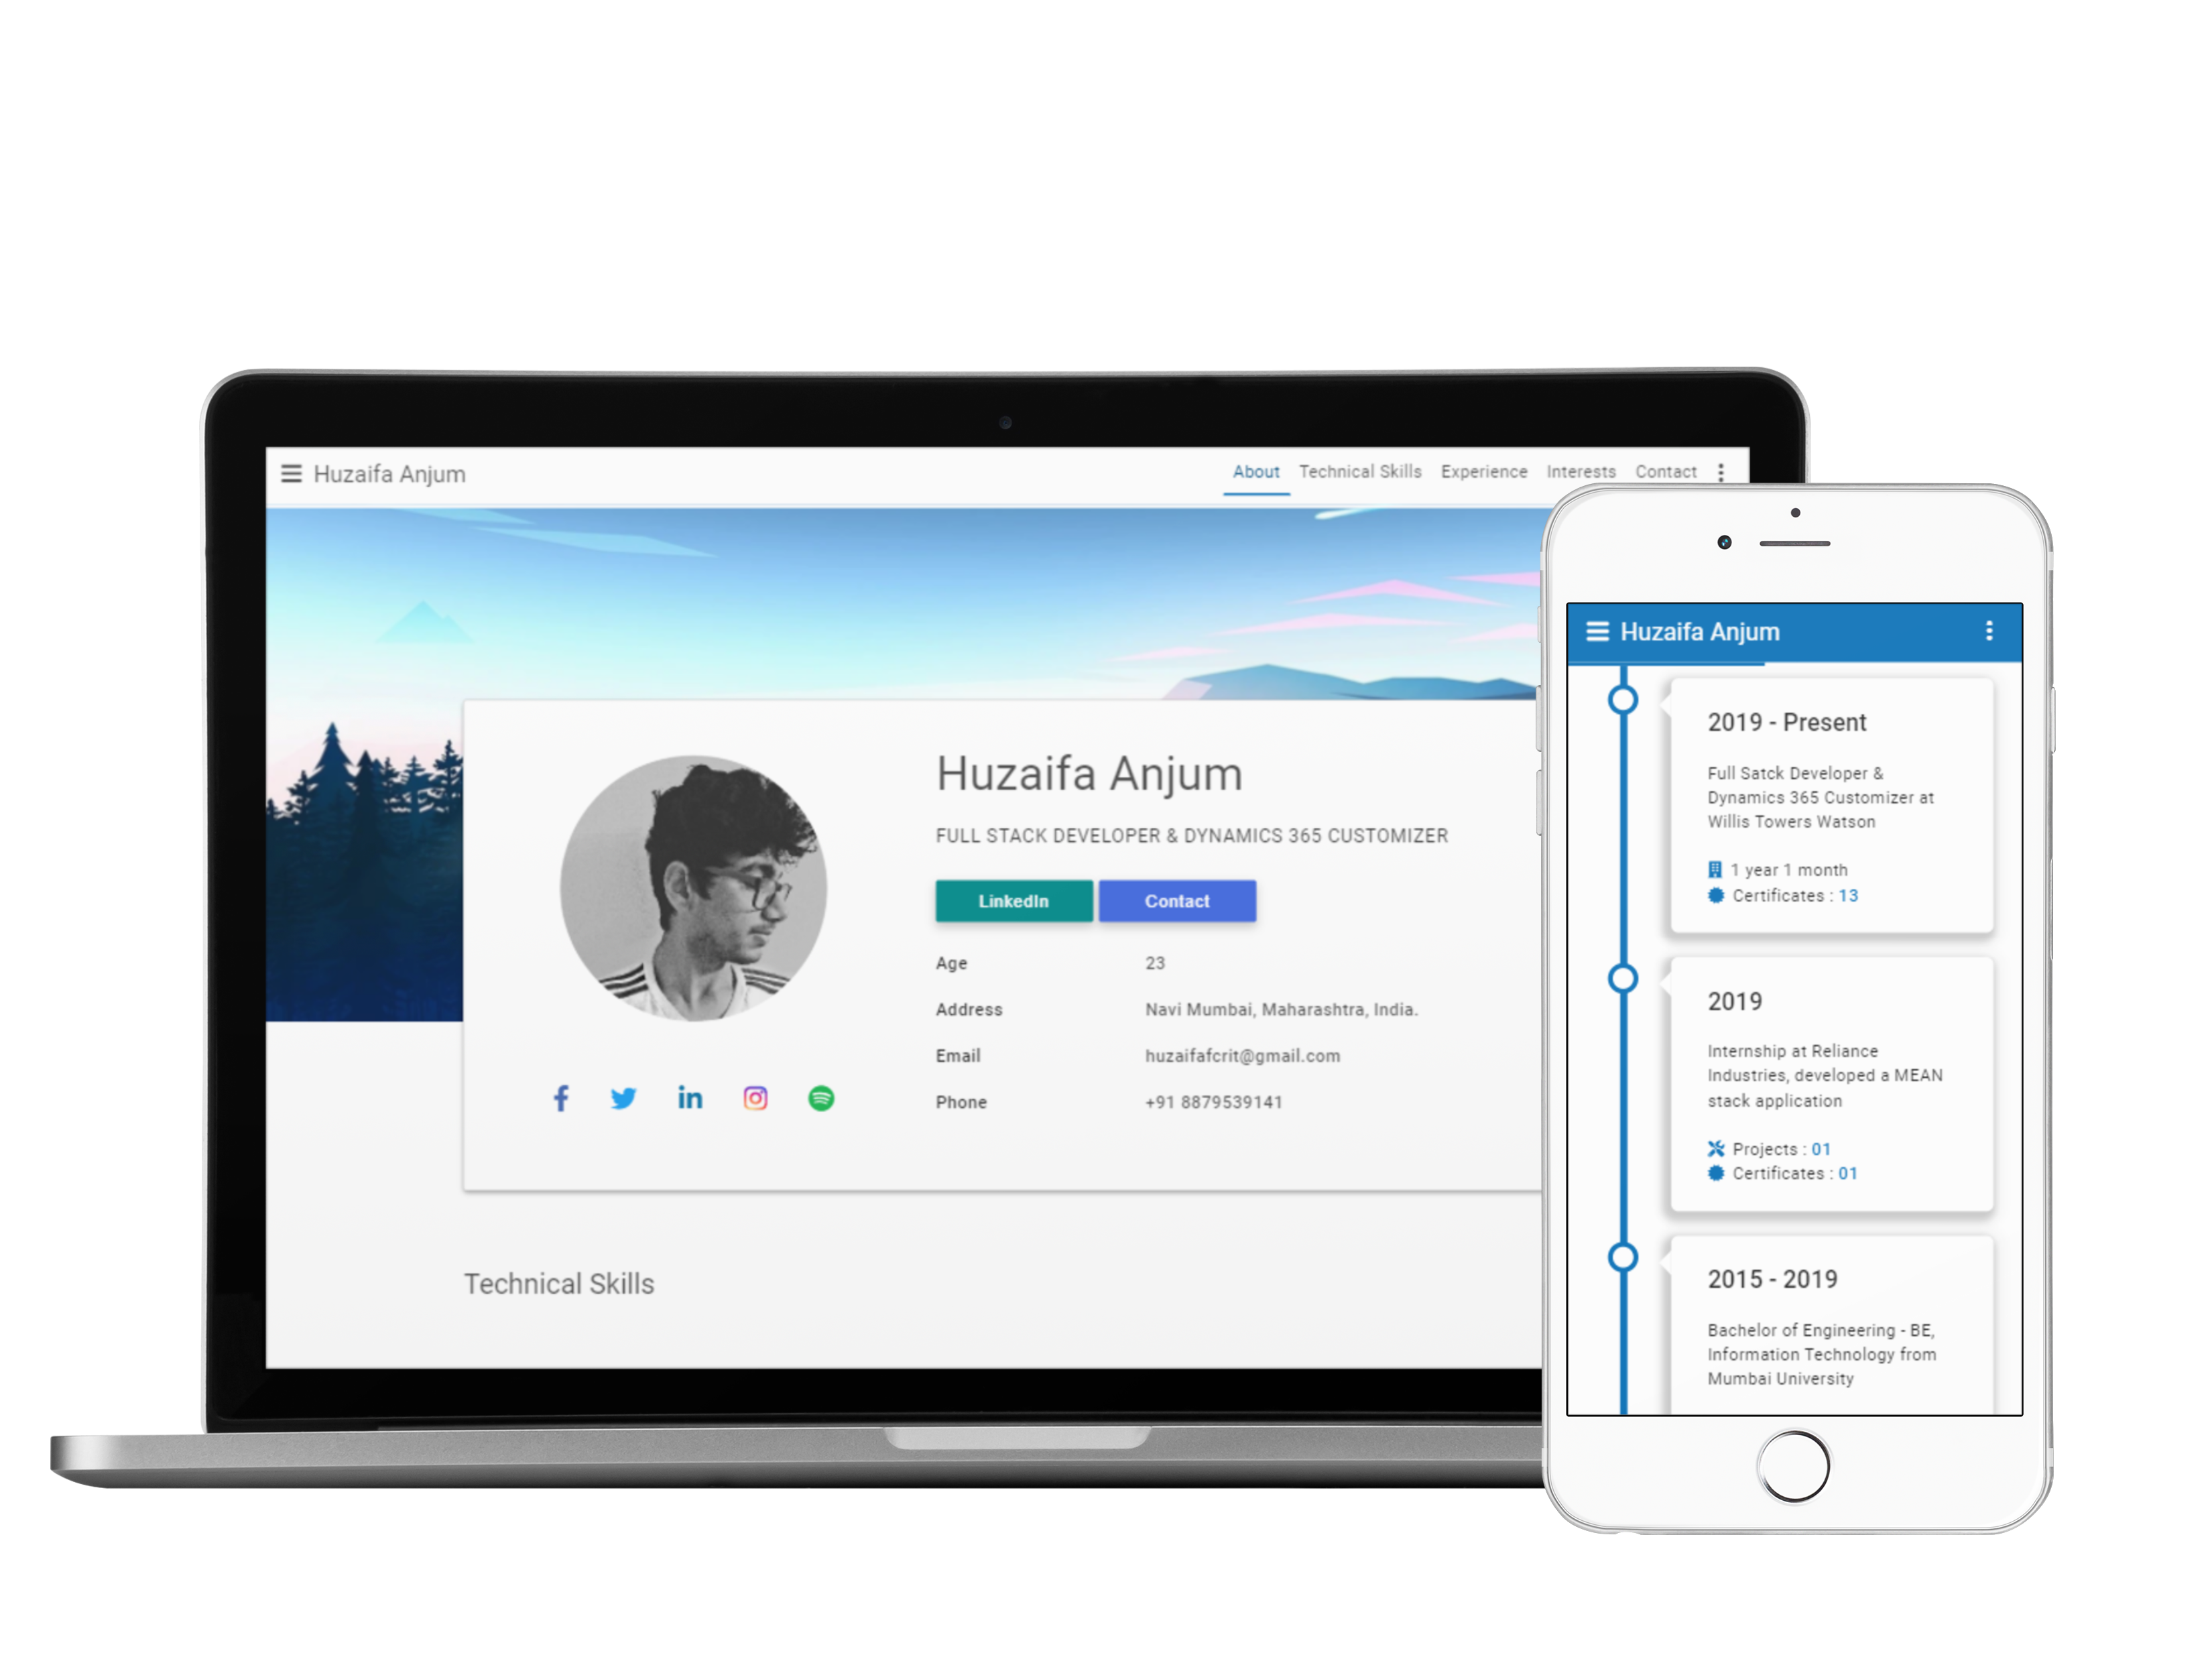 Huzaifa Anjum
About Technical Skills Experience Interests Contact
Huzaifa Anjum
FULL STACK DEVELOPER & DYNAMICS 365 CUSTOMIZER
LinkedIn Contact
Age 23
Address Navi Mumbai, Maharashtra, India.
Email huzaifafcrit@gmail.com
Phone +91 8879539141
Technical Skills
Huzaifa Anjum
2019 - Present
Full Satck Developer &
Dynamics 365 Customizer at
Willis Towers Watson
1 year 1 month
Certificates : 13
2019
Internship at Reliance
Industries, developed a MEAN
stack application
Projects : 01
Certificates : 01
2015 - 2019
Bachelor of Engineering - BE,
Information Technology from
Mumbai University